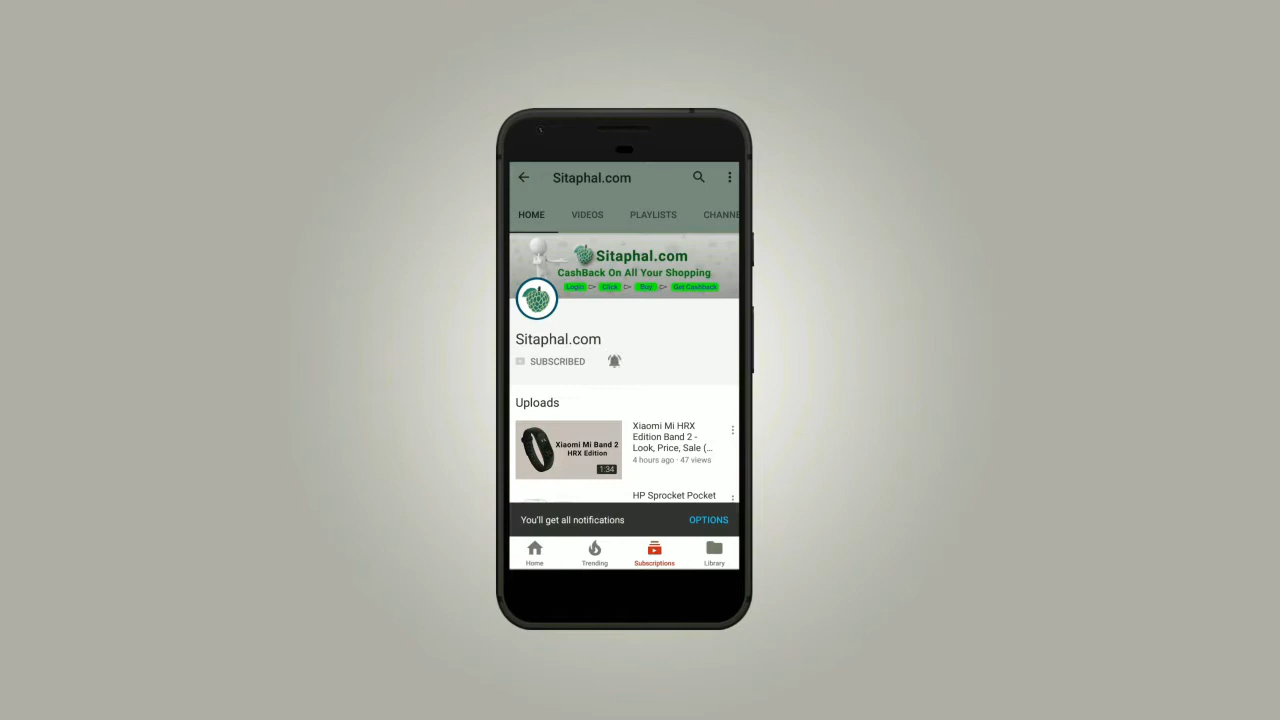 Sitaphal.com
HOME VIDEOS PLAYLISTS CHANNE
Sitaphal.com
CashBack On All Your Shopping
Login Click Buy Get Cashback
Sitaphal.com
SUBSCRIBED
Uploads
Xiaomi Mi Band 2
HRX Edition
1:34
Xiaomi Mi HRX
Edition Band 2 -
Look, Price, Sale (...
4 hours ago · 47 views
HP Sprocket Pocket
You'll get all notifications OPTIONS
Home Trending Subscriptions Library